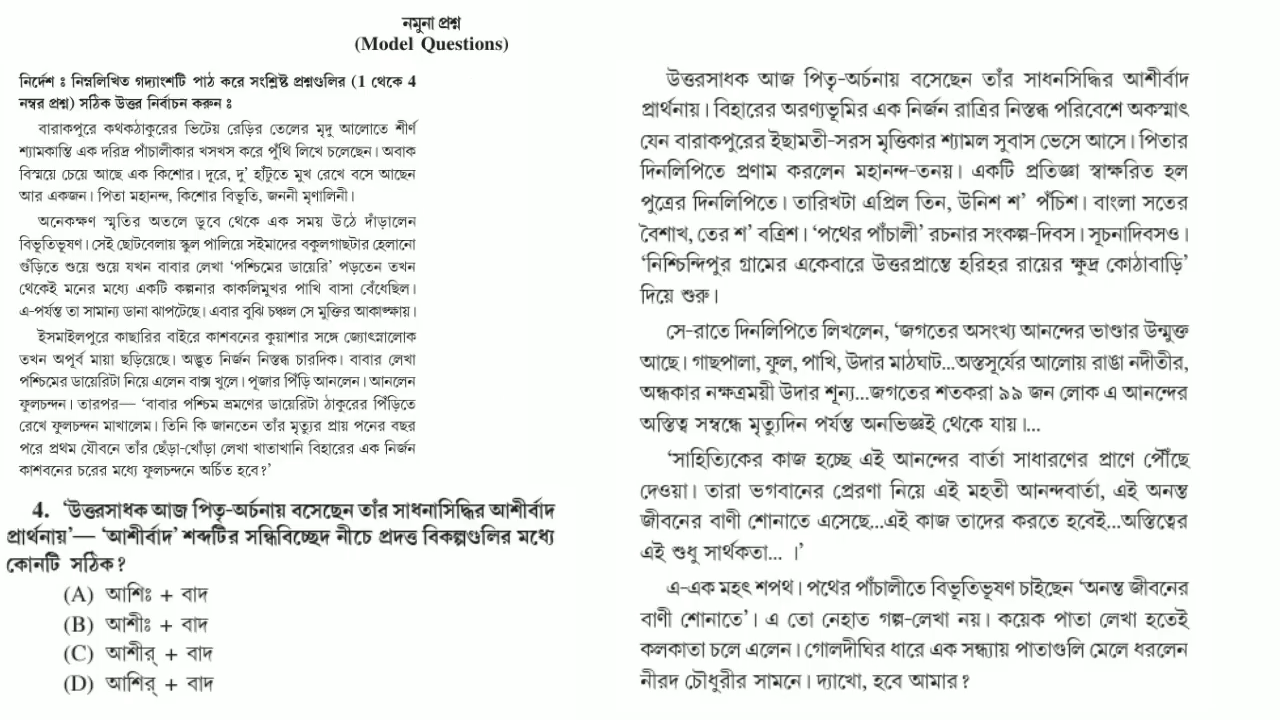 নমুনা প্রশ্ন
(Model Questions)
নির্দেশ ঃ নিম্নলিখিত গদ্যাংশটি পাঠ করে সংশ্লিষ্ট প্রশ্নগুলির (1 থেকে 4
নম্বর প্রশ্ন) সঠিক উত্তর নির্বাচন করুন ঃ
বারাকপুরে কথকঠাকুরের ভিটেয় রেড়ির তেলের মৃদু আলোতে শীর্ণ
শ্যামকান্তি এক দরিদ্র পাঁচালীকার খসখস করে পুঁথি লিখে চলেছেন। অবাক
বিস্ময়ে চেয়ে আছে এক কিশোর। দূরে, দু’ হাঁটুতে মুখ রেখে বসে আছেন
আর একজন। পিতা মহানন্দ, কিশোর বিভূতি, জননী মৃণালিনী।
অনেকক্ষণ স্মৃতির অতলে ডুবে থেকে এক সময় উঠে দাঁড়ালেন
বিভূতিভূষণ। সেই ছোটবেলায় স্কুল পালিয়ে সইমাদের বকুলগাছটার হেলানো
গুঁড়িতে শুয়ে শুয়ে যখন বাবার লেখা ‘পশ্চিমের ডায়েরি’ পড়তেন তখন
থেকেই মনের মধ্যে একটি কল্পনার কাকলিমুখর পাখি বাসা বেঁধেছিল।
এ-পর্যন্ত তা সামান্য ডানা ঝাপটেছে। এবার বুঝি চঞ্চল সে মুক্তির আকাঙ্ক্ষায়।
ইসমাইলপুরে কাছারির বাইরে কাশবনের কুয়াশার সঙ্গে জ্যোৎস্নালোক
তখন অপূর্ব মায়া ছড়িয়েছে। অদ্ভুত নির্জন নিস্তব্ধ চারদিক। বাবার লেখা
পশ্চিমের ডায়েরিটা নিয়ে এলেন বাক্স খুলে। পূজার পিঁড়ি আনলেন। আনলেন
ফুলচন্দন। তারপর— ‘বাবার পশ্চিম ভ্রমণের ডায়েরিটা ঠাকুরের পিঁড়িতে
রেখে ফুলচন্দন মাখালেম। তিনি কি জানতেন তাঁর মৃত্যুর প্রায় পনের বছর
পরে প্রথম যৌবনে তাঁর ছেঁড়া-খোঁড়া লেখা খাতাখানি বিহারের এক নির্জন
কাশবনের চরের মধ্যে ফুলচন্দনে অর্চিত হবে?’
4. ‘উত্তরসাধক আজ পিতৃ-অর্চনায় বসেছেন তাঁর সাধনাসিদ্ধির আশীর্বাদ
প্রার্থনায়’— ‘আশীর্বাদ’ শব্দটির সন্ধিবিচ্ছেদ নীচে প্রদত্ত বিকল্পগুলির মধ্যে
কোনটি সঠিক?
(A) আশিঃ + বাদ
(B) আশীঃ + বাদ
(C) আশীর্ + বাদ
(D) আশির্ + বাদ
উত্তরসাধক আজ পিতৃ-অর্চনায় বসেছেন তাঁর সাধনসিদ্ধির আশীর্বাদ
প্রার্থনায়। বিহারের অরণ্যভূমির এক নির্জন রাত্রির নিস্তব্ধ পরিবেশে অকস্মাৎ
যেন বারাকপুরের ইছামতী-সরস মৃত্তিকার শ্যামল সুবাস ভেসে আসে। পিতার
দিনলিপিতে প্রণাম করলেন মহানন্দ-তনয়। একটি প্রতিজ্ঞা স্বাক্ষরিত হল
পুত্রের দিনলিপিতে। তারিখটা এপ্রিল তিন, উনিশ শ’ পঁচিশ। বাংলা সতের
বৈশাখ, তের শ’ বত্রিশ। ‘পথের পাঁচালী’ রচনার সংকল্প-দিবস। সূচনাদিবসও।
‘নিশ্চিন্দিপুর গ্রামের একেবারে উত্তরপ্রান্তে হরিহর রায়ের ক্ষুদ্র কোঠাবাড়ি’
দিয়ে শুরু।
সে-রাতে দিনলিপিতে লিখলেন, ‘জগতের অসংখ্য আনন্দের ভাণ্ডার উন্মুক্ত
আছে। গাছপালা, ফুল, পাখি, উদার মাঠঘাট...অস্তসূর্যের আলোয় রাঙা নদীতীর,
অন্ধকার নক্ষত্রময়ী উদার শূন্য...জগতের শতকরা ৯৯ জন লোক এ আনন্দের
অস্তিত্ব সম্বন্ধে মৃত্যুদিন পর্যন্ত অনভিজ্ঞই থেকে যায়।...
‘সাহিত্যিকের কাজ হচ্ছে এই আনন্দের বার্তা সাধারণের প্রাণে পৌঁছে
দেওয়া। তারা ভগবানের প্রেরণা নিয়ে এই মহতী আনন্দবার্তা, এই অনন্ত
জীবনের বাণী শোনাতে এসেছে...এই কাজ তাদের করতে হবেই...অস্তিত্বের
এই শুধু সার্থকতা... ।’
এ-এক মহৎ শপথ। পথের পাঁচালীতে বিভূতিভূষণ চাইছেন ‘অনন্ত জীবনের
বাণী শোনাতে’। এ তো নেহাত গল্প-লেখা নয়। কয়েক পাতা লেখা হতেই
কলকাতা চলে এলেন। গোলদীঘির ধারে এক সন্ধ্যায় পাতাগুলি মেলে ধরলেন
নীরদ চৌধুরীর সামনে। দ্যাখো, হবে আমার?